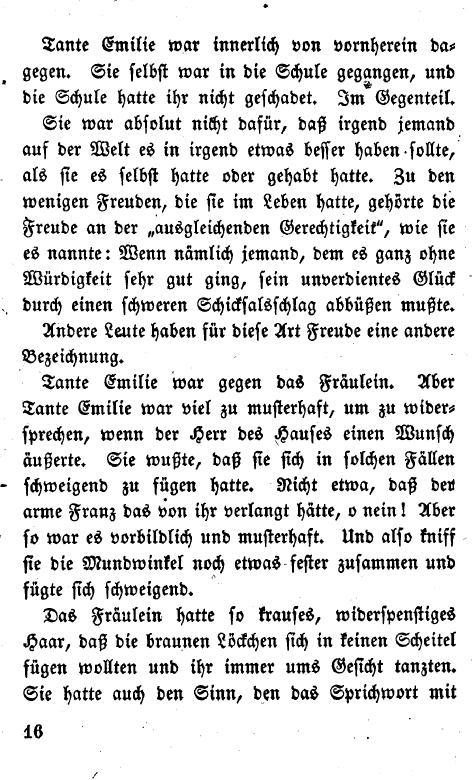 Tante Emilie war innerlich von vornherein da-
gegen. Sie selbst war in die Schule gegangen, und
die Schule hatte ihr nicht geschadet. Im Gegenteil.
Sie war absolut nicht dafür, daß irgend jemand
auf der Welt es in irgend etwas besser haben sollte,
als sie es selbst hatte oder gehabt hatte. Zu den
wenigen Freuden, die sie im Leben hatte, gehörte die
Freude an der „ausgleichenden Gerechtigkeit“, wie sie
es nannte: Wenn nämlich jemand, dem es ganz ohne
Würdigkeit sehr gut ging, sein unverdientes Glück
durch einen schweren Schicksalsschlag abbüßen mußte.
Andere Leute haben für diese Art Freude eine andere
Bezeichnung.
Tante Emilie war gegen das Fräulein. Aber
Tante Emilie war viel zu musterhaft, um zu wider-
sprechen, wenn der Herr des Hauses einen Wunsch
äußerte. Sie wußte, daß sie sich in solchen Fällen
schweigend zu fügen hatte. Nicht etwa, daß der
arme Franz das von ihr verlangt hätte, o nein! Aber
so war es vorbildlich und musterhaft. Und also kniff
sie die Mundwinkel noch etwas fester zusammen und
fügte sich schweigend.
Das Fräulein hatte so krauses, widerspenstiges
Haar, daß die braunen Löckchen sich in keinen Scheitel
fügen wollten und ihr immer ums Gesicht tanzten.
Sie hatte auch den Sinn, den das Sprichwort mit
16